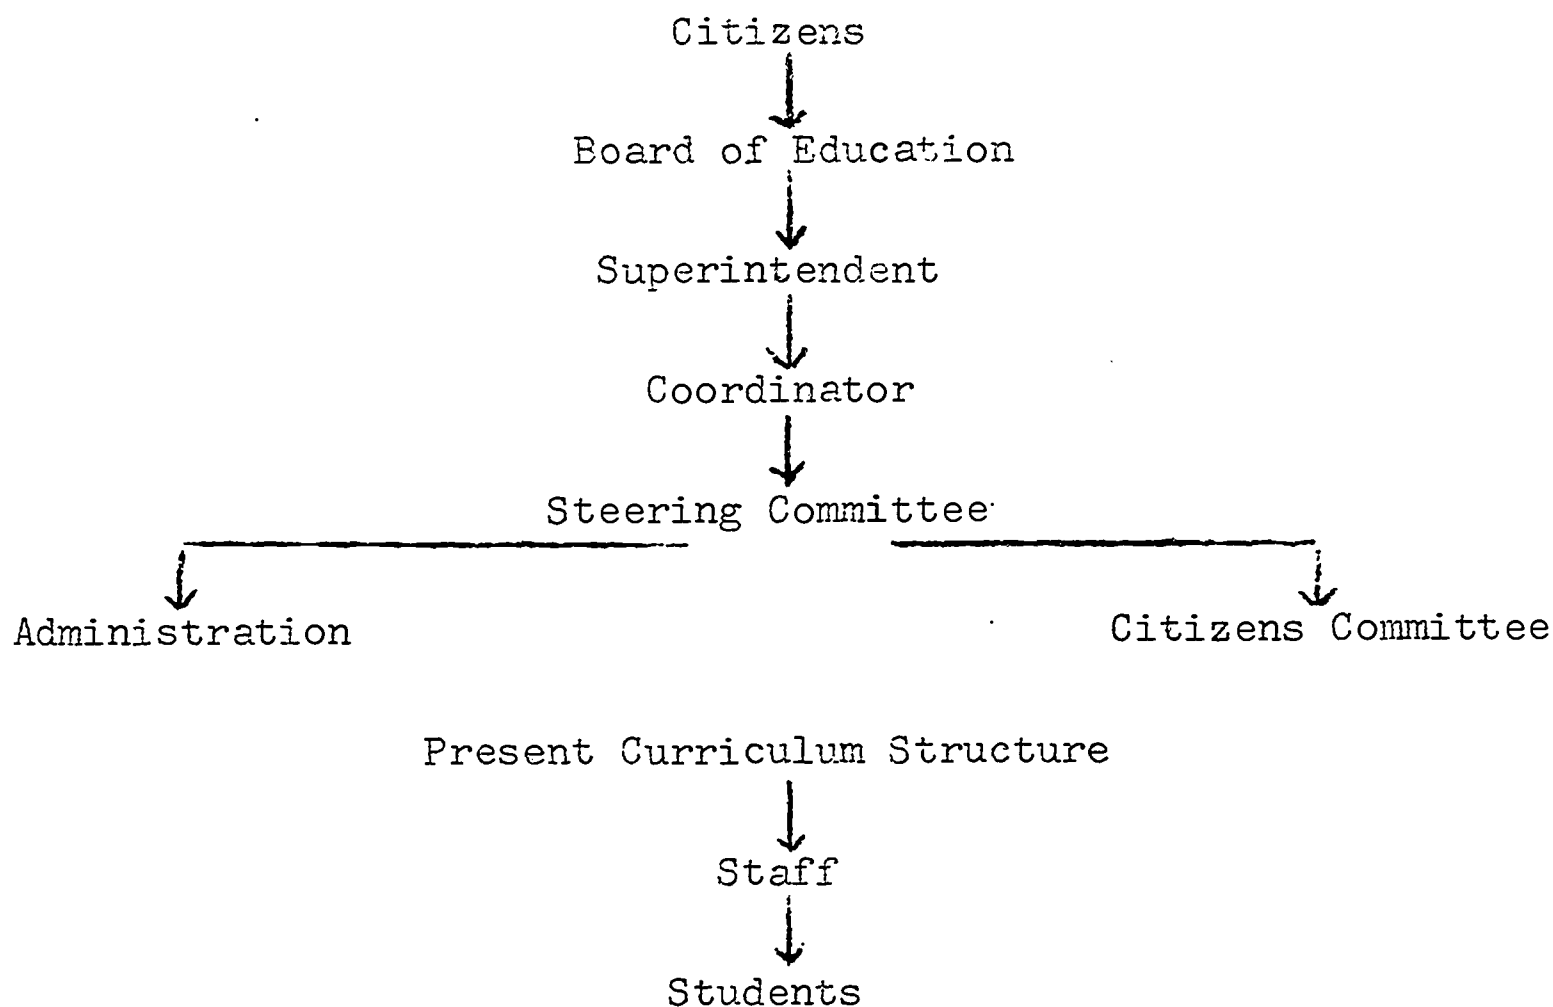 Citizens
Board of Education
Superintendent
Coordinator
Steering Committee
Administration Citizens Committee
Present Curriculum Structure
Staff
Students